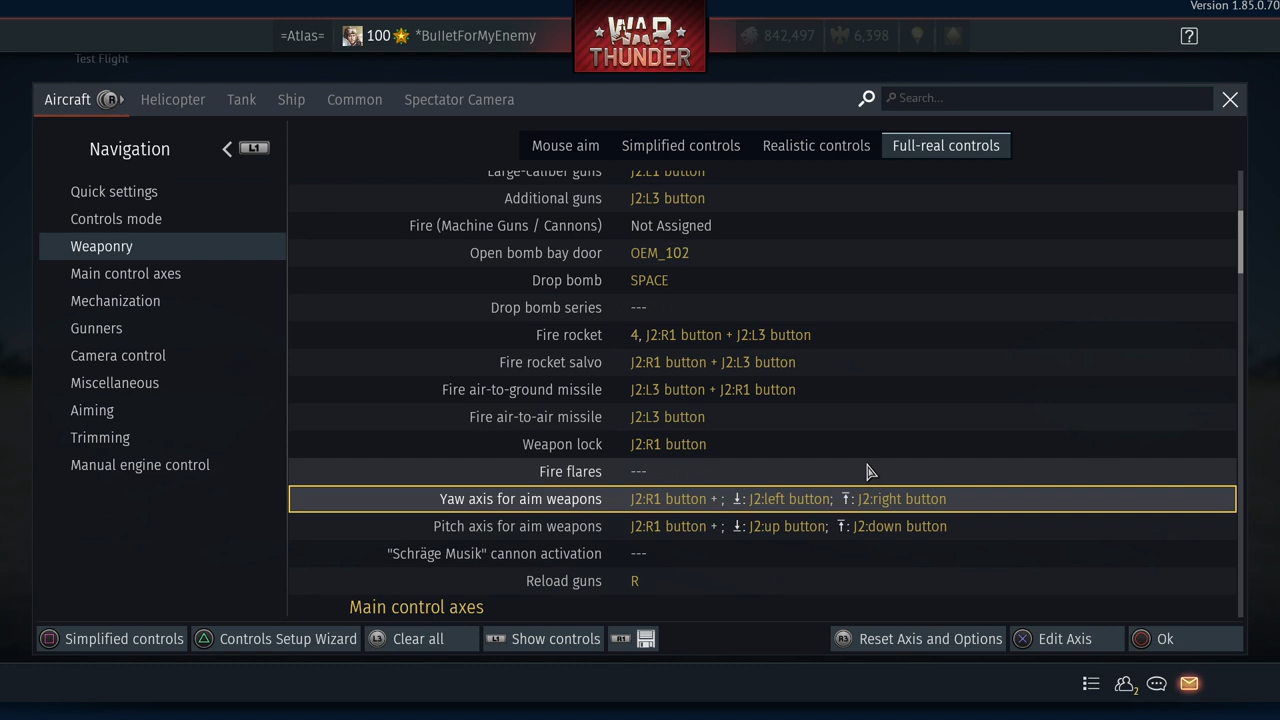 Version 1.85.0.70
=Atlas=
100
*BulletForMyEnemy
WAR
THUNDER
842,497
6,398
?
Test Flight
Aircraft
R
Helicopter
Tank
Ship
Common
Spectator Camera
Search...
Navigation
L1
Mouse aim
Simplified controls
Realistic controls
Full-real controls
Quick settings
Controls mode
Weaponry
Main control axes
Mechanization
Gunners
Camera control
Miscellaneous
Aiming
Trimming
Manual engine control
Large-caliber guns J2:L1 button
Additional guns J2:L3 button
Fire (Machine Guns / Cannons) Not Assigned
Open bomb bay door OEM_102
Drop bomb SPACE
Drop bomb series ---
Fire rocket 4, J2:R1 button + J2:L3 button
Fire rocket salvo J2:R1 button + J2:L3 button
Fire air-to-ground missile J2:L3 button + J2:R1 button
Fire air-to-air missile J2:L3 button
Weapon lock J2:R1 button
Fire flares ---
Yaw axis for aim weapons J2:R1 button + ; ↓: J2:left button; ↑: J2:right button
Pitch axis for aim weapons J2:R1 button + ; ↓: J2:up button; ↑: J2:down button
"Schräge Musik" cannon activation ---
Reload guns R
Main control axes
Simplified controls
Controls Setup Wizard
Clear all
Show controls
Reset Axis and Options
Edit Axis
Ok
2